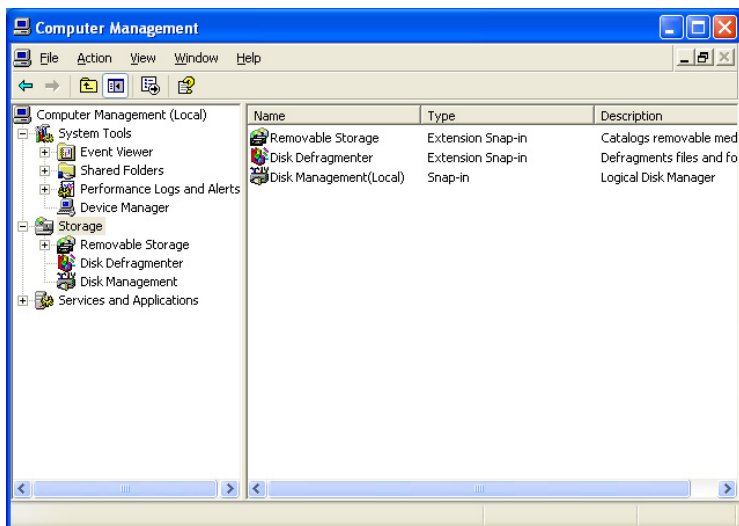 Computer Management
File Action View Window Help
Computer Management (Local)
System Tools
Event Viewer
Shared Folders
Performance Logs and Alerts
Device Manager
Storage
Removable Storage
Disk Defragmenter
Disk Management
Services and Applications
Name Type Description
Removable Storage Extension Snap-in Catalogs removable med
Disk Defragmenter Extension Snap-in Defragments files and fo
Disk Management(Local) Snap-in Logical Disk Manager